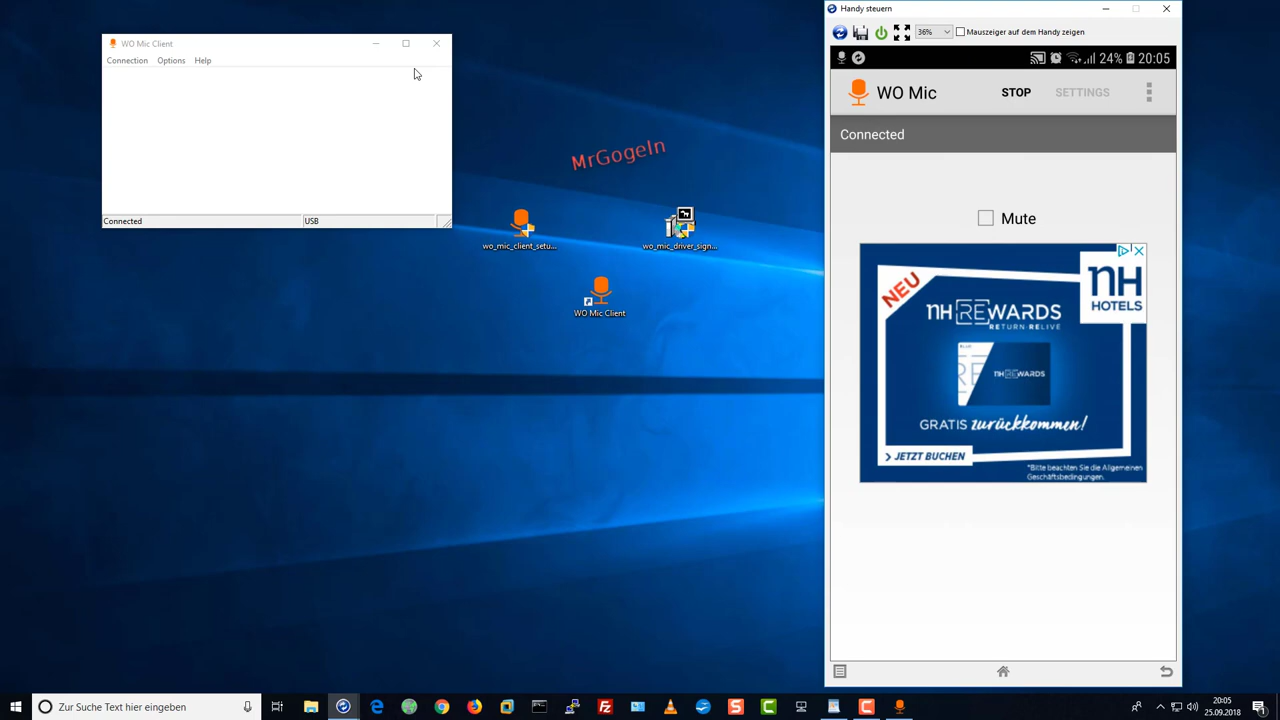 WO Mic Client
Connection Options Help
Connected USB
MrGogeln
wo_mic_client_setu...
wo_mic_driver_sign...
WO Mic Client
Handy steuern
36% Mauszeiger auf dem Handy zeigen
24% 20:05
WO Mic STOP SETTINGS
Connected
Mute
NEU
nH HOTELS
nH REWARDS
RETURN·RELIVE
nH REWARDS
GRATIS zurückkommen!
> JETZT BUCHEN
*Bitte beachten Sie die Allgemeinen
Geschäftsbedingungen.
Zur Suche Text hier eingeben
20:05
25.09.2018